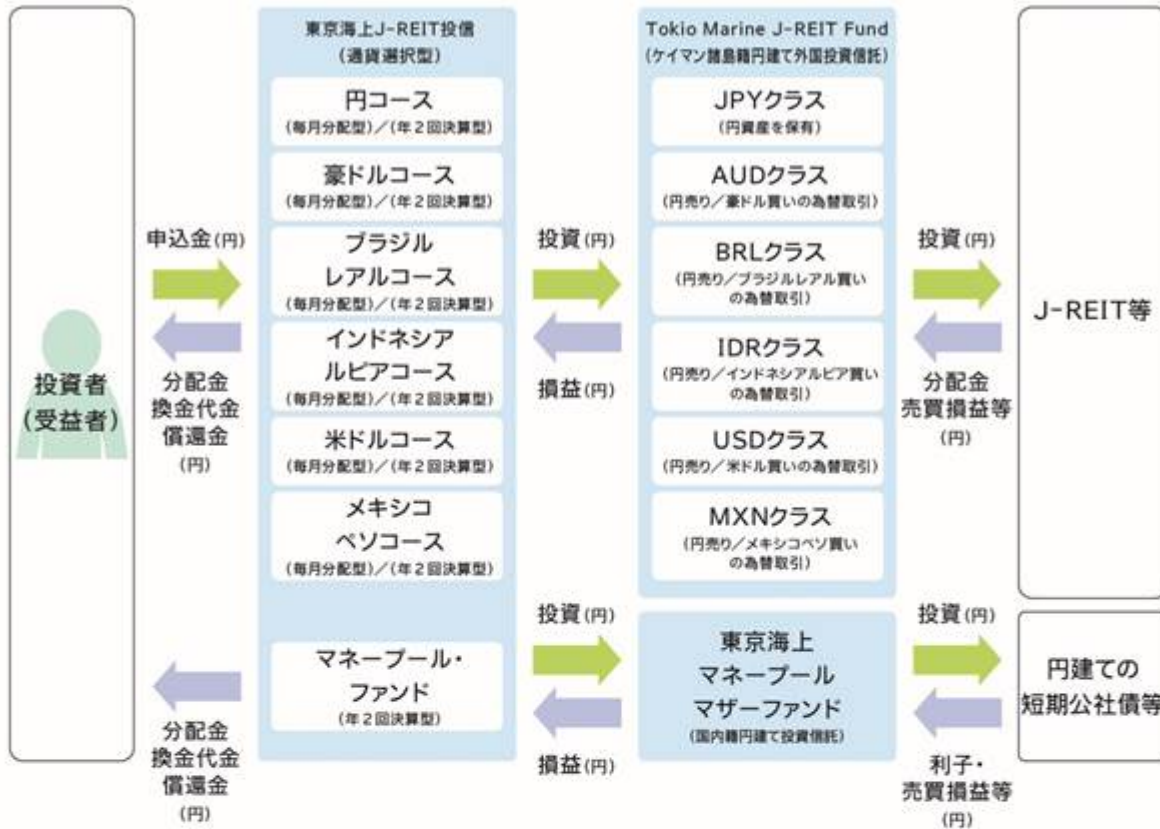 投資者
(受益者)
申込金(円)
分配金
換金代金
償還金
(円)
分配金
換金代金
償還金
(円)
東京海上J-REIT投信
(通貨選択型)
円コース
(毎月分配型)/(年2回決算型)
豪ドルコース
(毎月分配型)/(年2回決算型)
ブラジル
レアルコース
(毎月分配型)/(年2回決算型)
インドネシア
ルピアコース
(毎月分配型)/(年2回決算型)
米ドルコース
(毎月分配型)/(年2回決算型)
メキシコ
ペソコース
(毎月分配型)/(年2回決算型)
マネープール・
ファンド
(年2回決算型)
投資(円)
損益(円)
投資(円)
損益(円)
Tokio Marine J-REIT Fund
(ケイマン諸島籍円建て外国投資信託)
JPYクラス
(円資産を保有)
AUDクラス
(円売り/豪ドル買いの為替取引)
BRLクラス
(円売り/ブラジルレアル買い
の為替取引)
IDRクラス
(円売り/インドネシアルピア買い
の為替取引)
USDクラス
(円売り/米ドル買いの為替取引)
MXNクラス
(円売り/メキシコペソ買い
の為替取引)
東京海上
マネープール
マザーファンド
(国内籍円建て投資信託)
投資(円)
分配金
売買損益等
(円)
投資(円)
利子・
売買損益等
(円)
J-REIT等
円建ての
短期公社債等